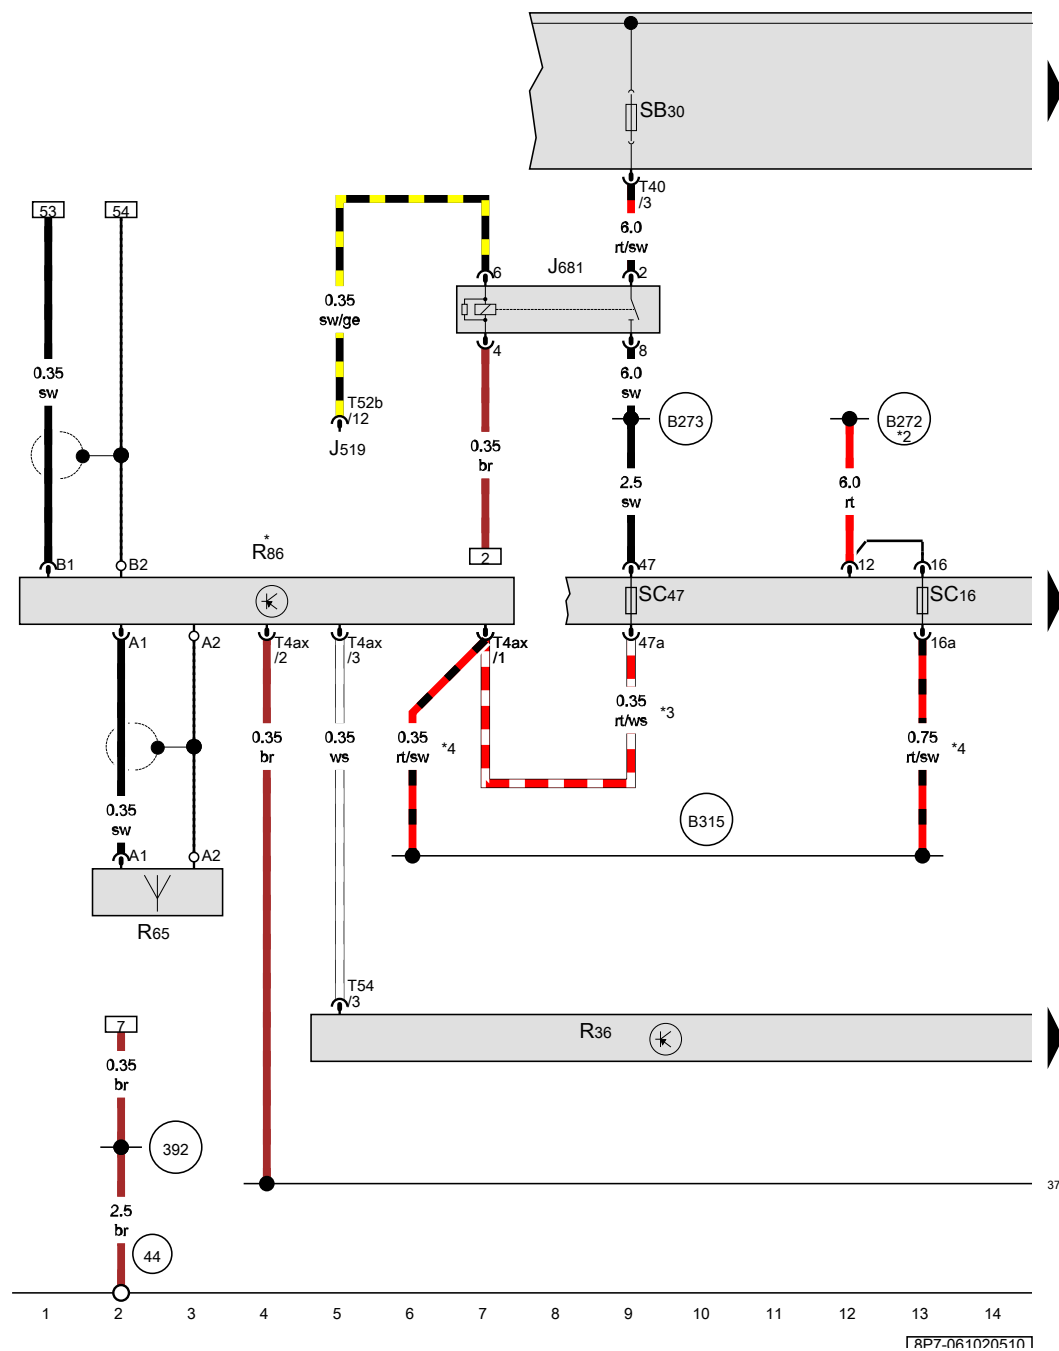 SB30
T40
/3
53
54
6.0
rt/sw
J681
6
2
0.35
sw/ge
4
8
0.35
sw
6.0
sw
T52b
/12
J519
B273
B272
*2
0.35
br
2.5
sw
6.0
rt
*
R86
2
B1
B2
47
12
16
SC47
SC16
A1
A2
T4ax
/2
T4ax
/3
T4ax
/1
47a
16a
0.35
rt/ws
*3
0.35
br
0.35
ws
0.35
rt/sw
*4
0.75
rt/sw
*4
0.35
sw
B315
A1
A2
R65
T54
/3
7
R36
0.35
br
392
37
2.5
br
44
1 2 3 4 5 6 7 8 9 10 11 12 13 14
8P7-061020510